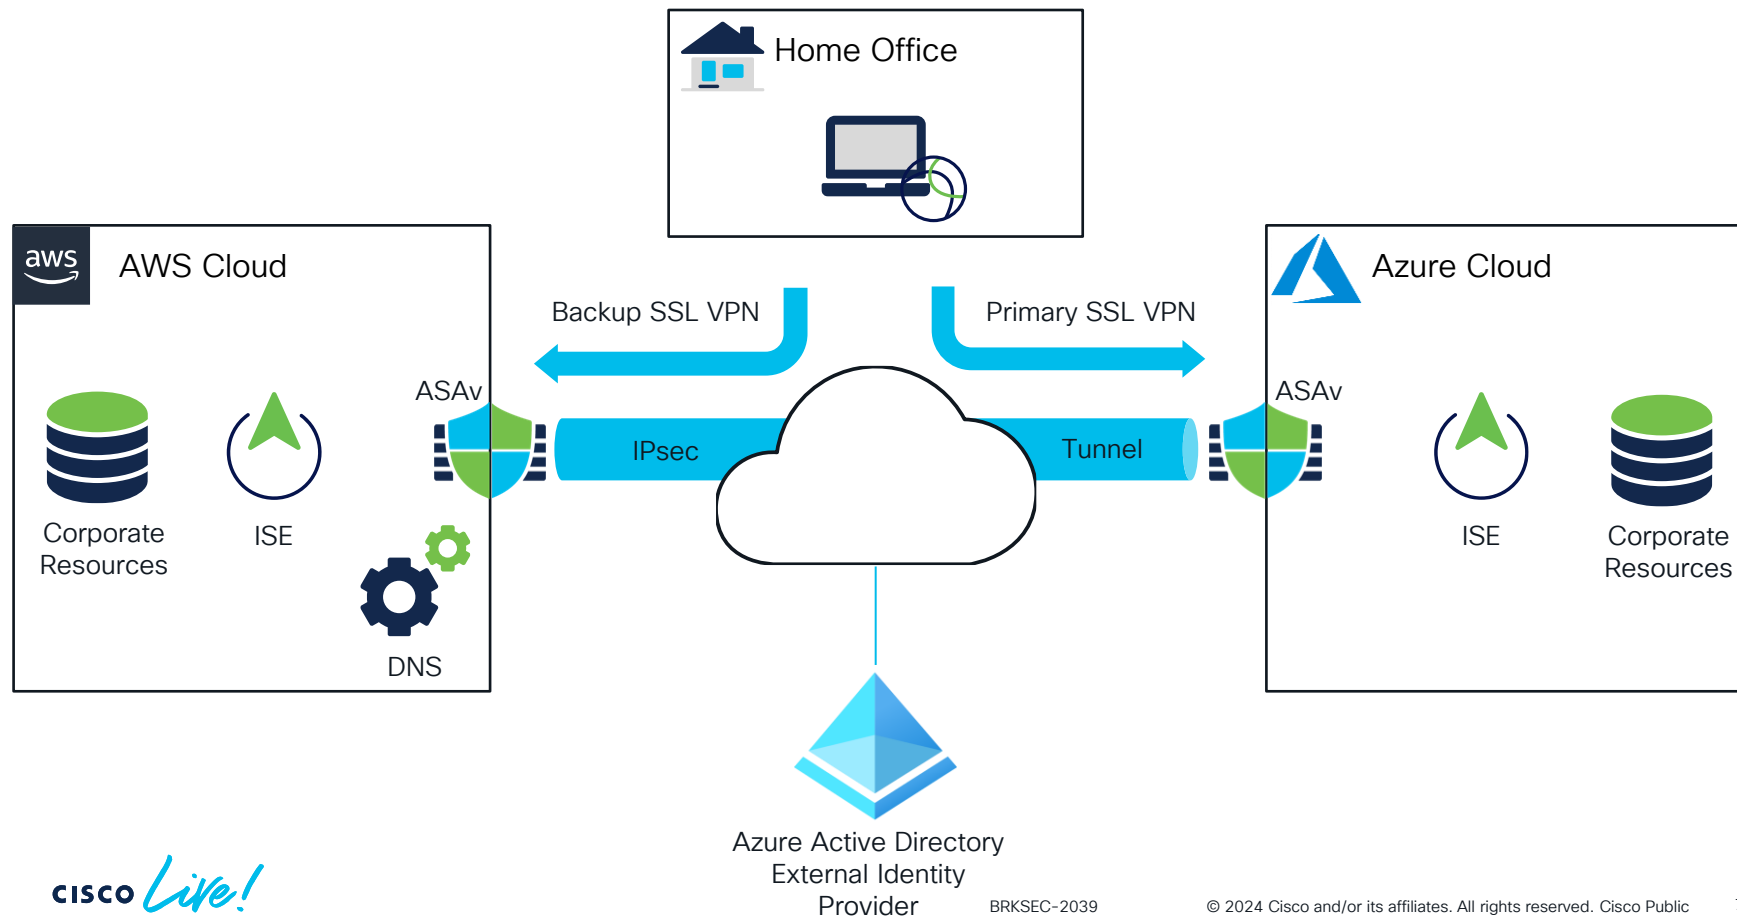 Home Office
aws
AWS Cloud
Azure Cloud
Backup SSL VPN
Primary SSL VPN
ASAv
ASAv
IPsec
Tunnel
Corporate
Resources
ISE
ISE
Corporate
Resources
DNS
Azure Active Directory
External Identity
Provider
CISCO Live!
BRKSEC-2039
© 2024 Cisco and/or its affiliates. All rights reserved. Cisco Public